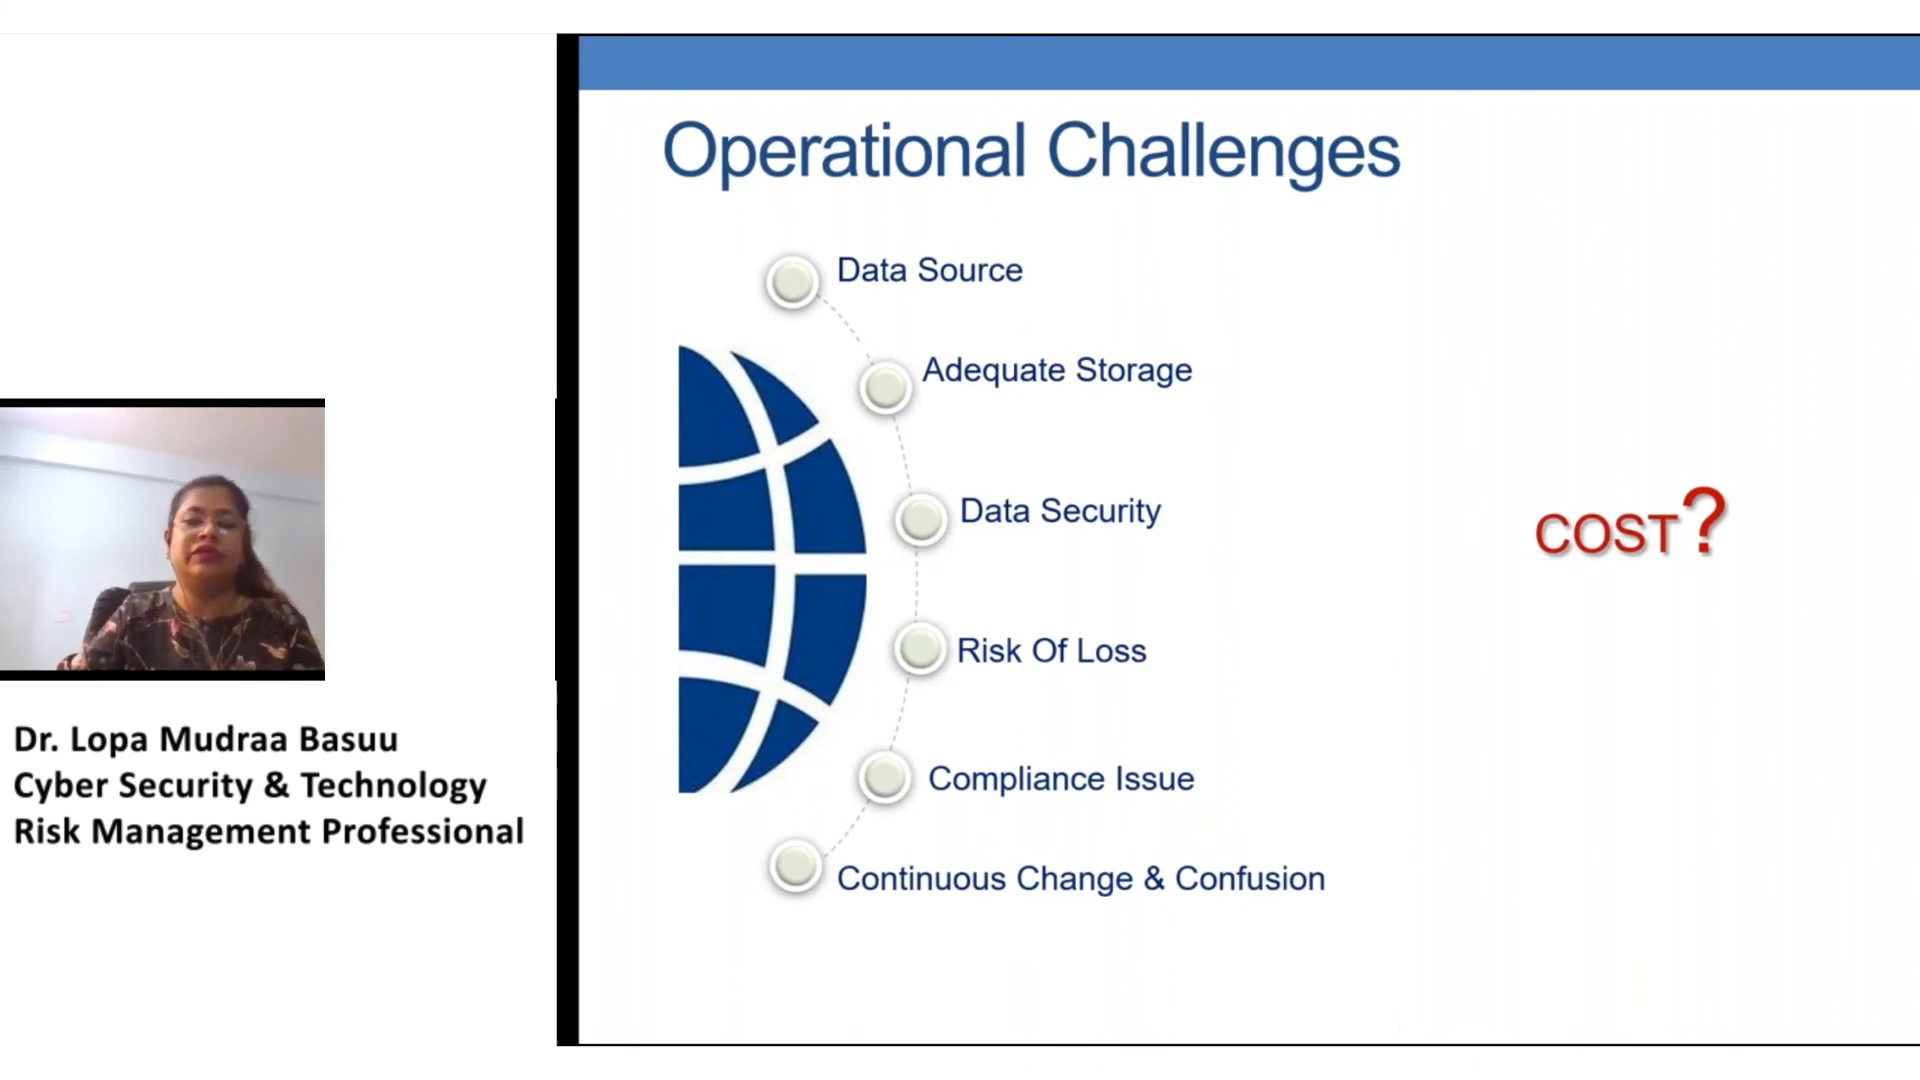 Operational Challenges
Data Source
Adequate Storage
Data Security
COST?
Risk Of Loss
Compliance Issue
Continuous Change & Confusion
Dr. Lopa Mudraa Basuu
Cyber Security & Technology
Risk Management Professional